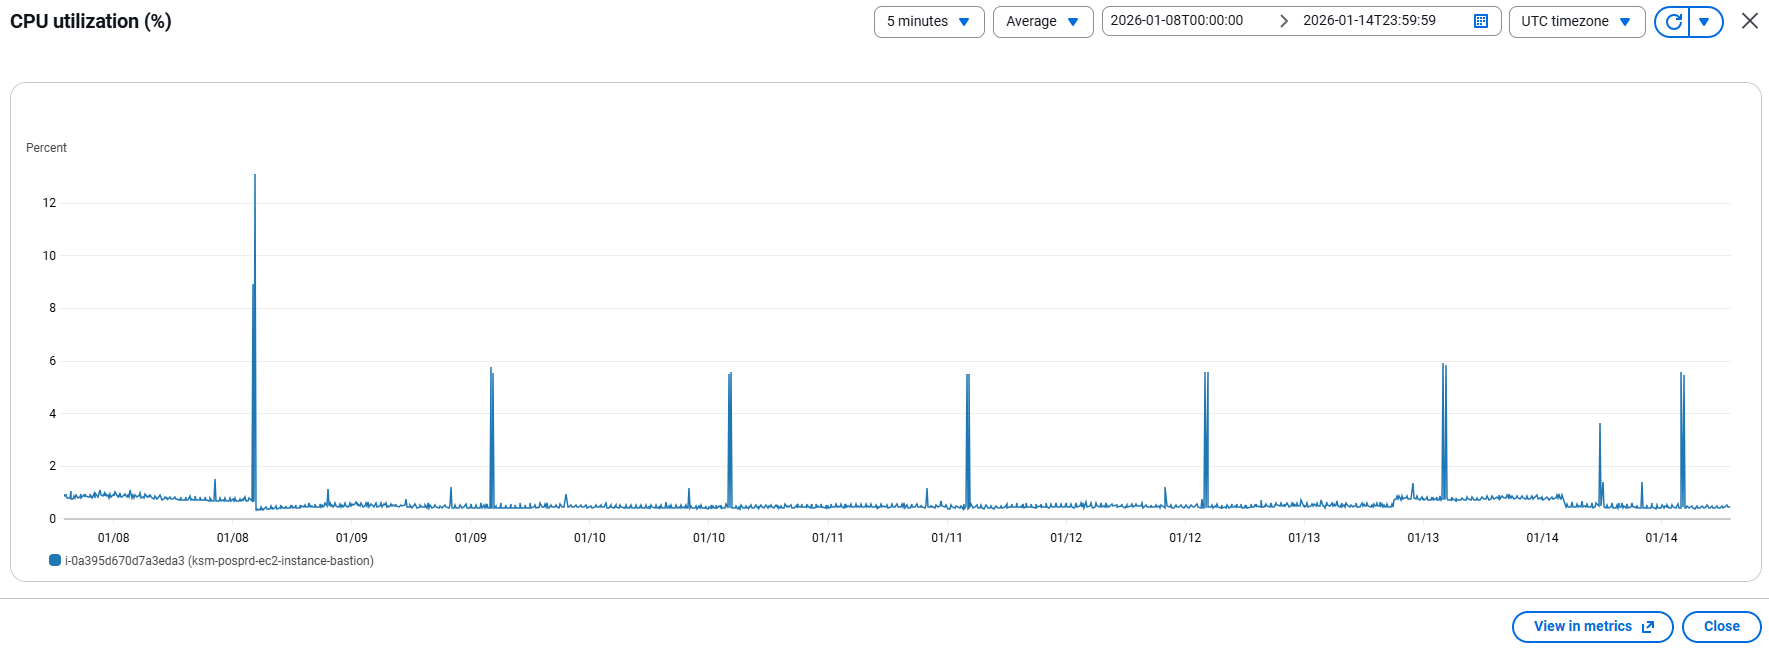 CPU utilization (%)
5 minutes
Average
2026-01-08T00:00:00
2026-01-14T23:59:59
UTC timezone
Percent
12
10
8
6
4
2
0
01/08 01/08 01/09 01/09 01/10 01/10 01/11 01/11 01/12 01/12 01/13 01/13 01/14 01/14
i-0a395d670d7a3eda3 (ksm-posprd-ec2-instance-bastion)
View in metrics
Close